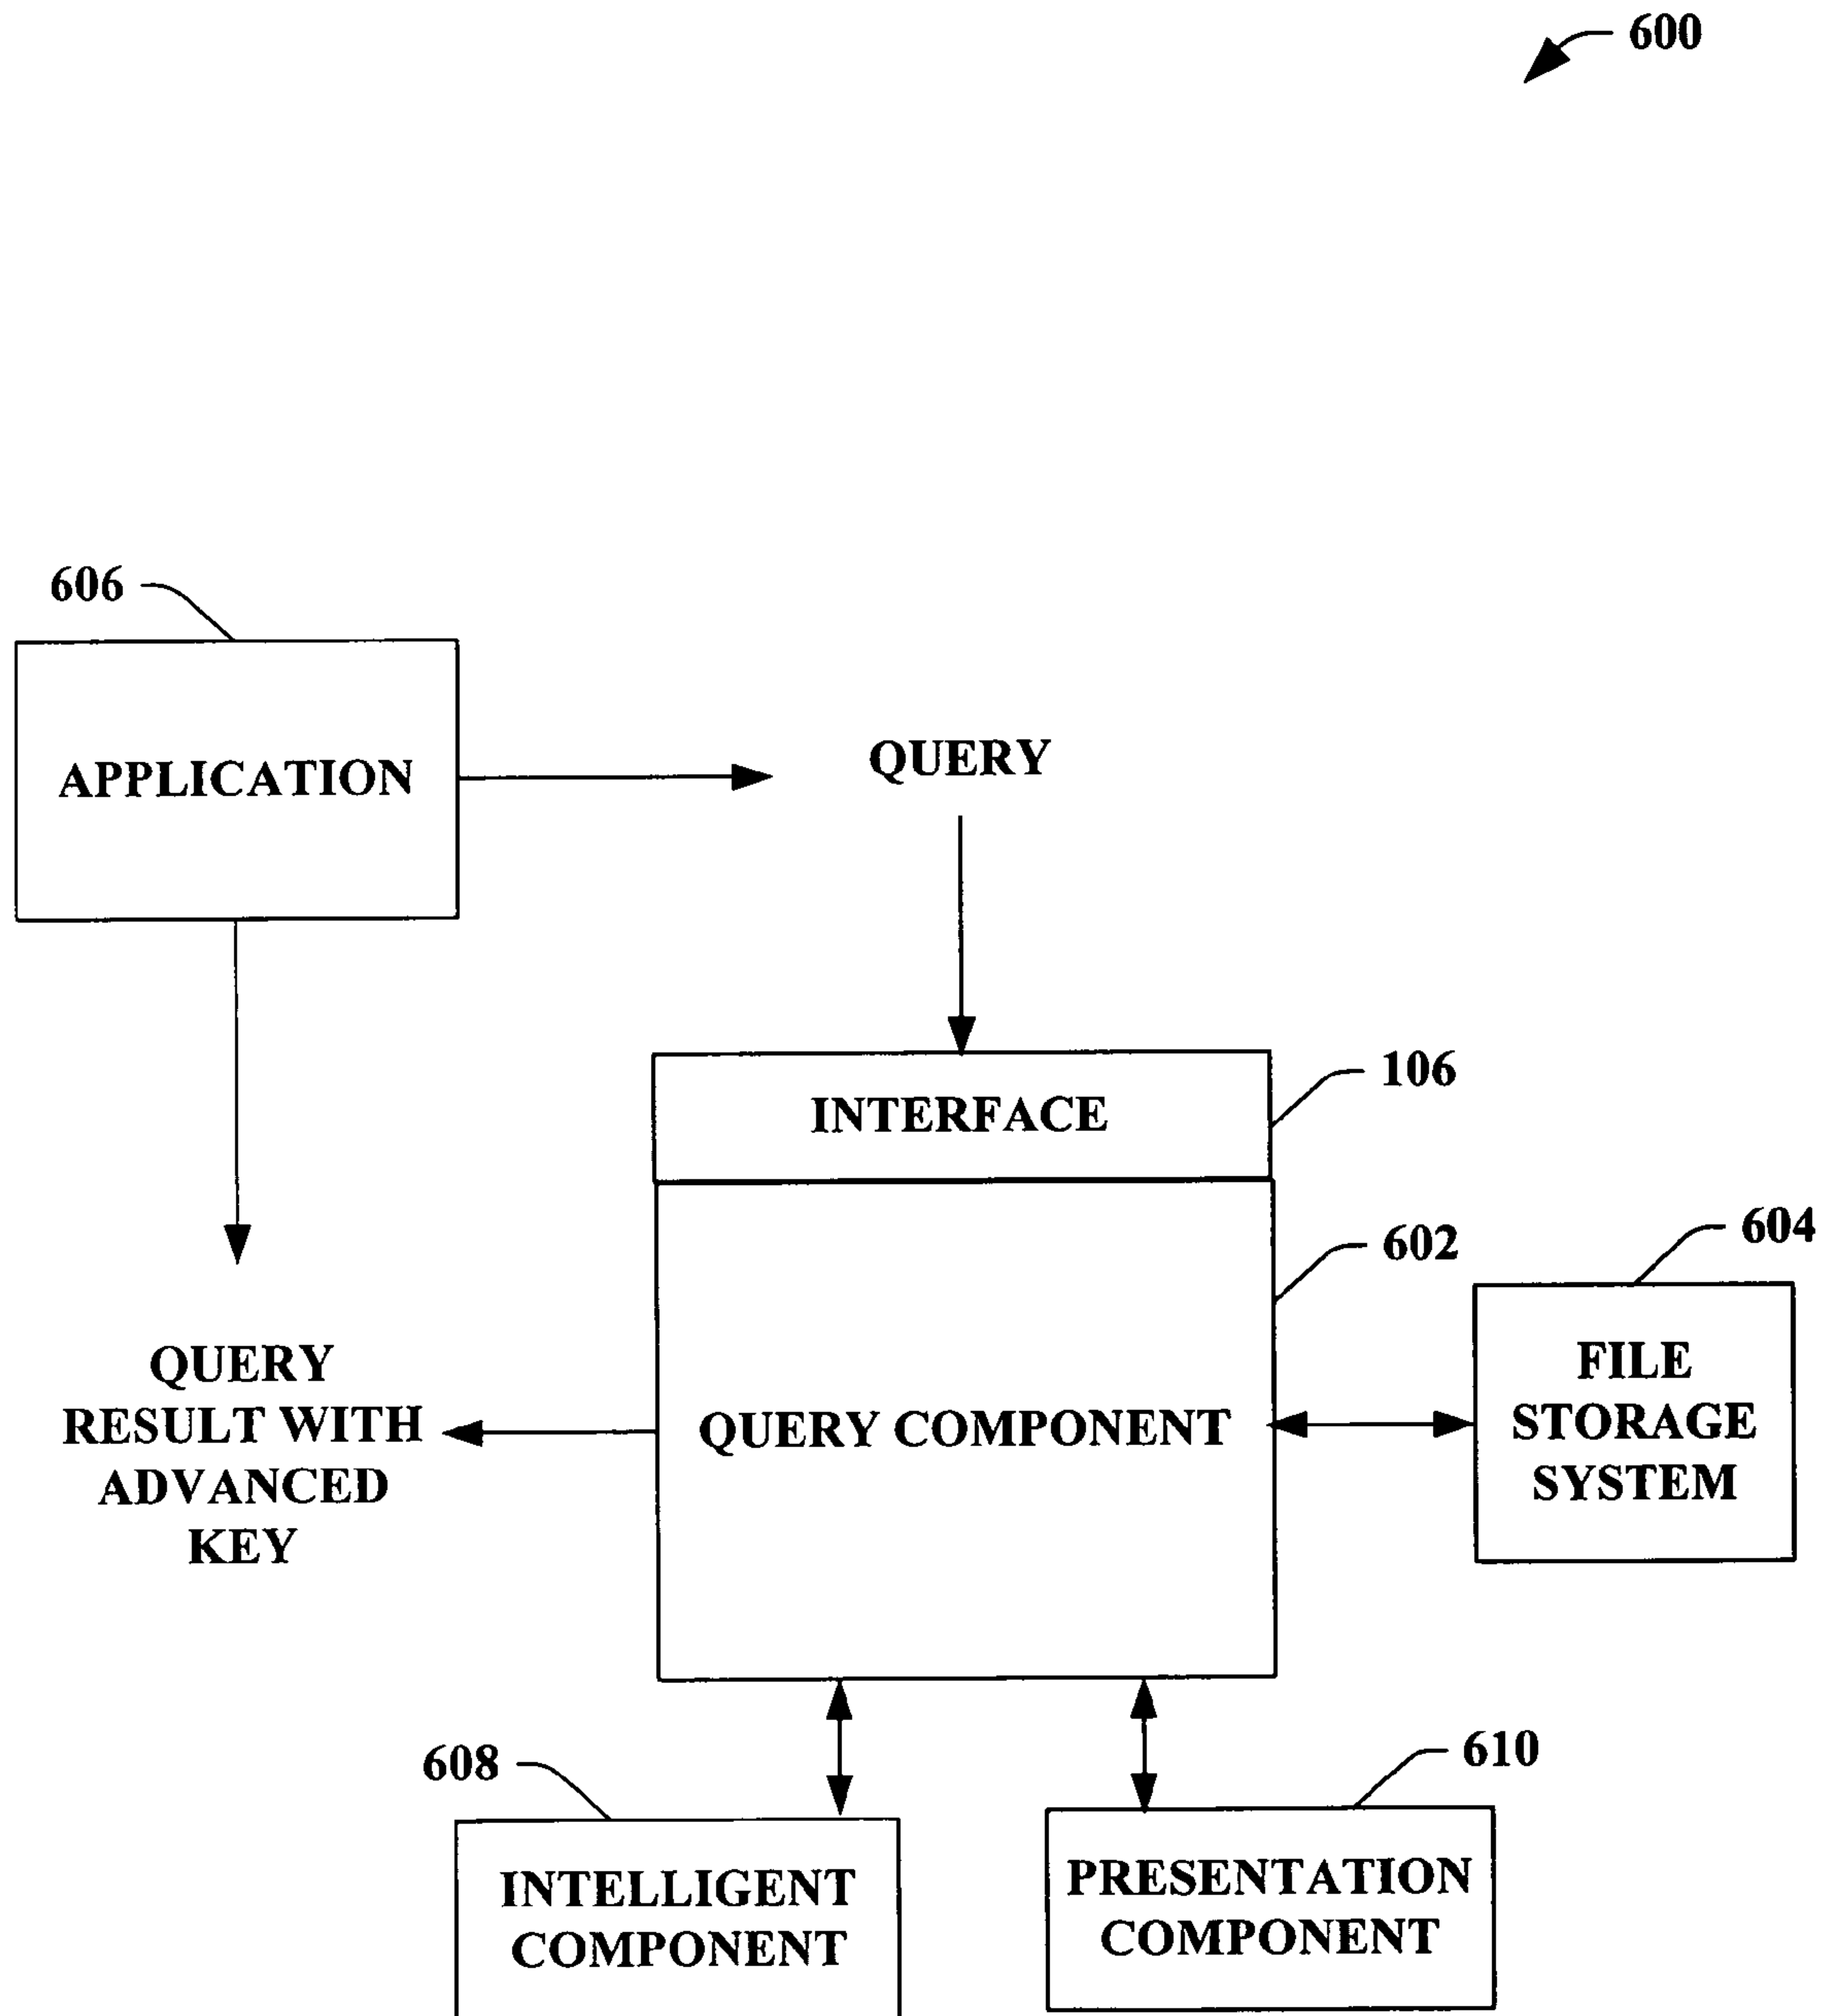 600
606
APPLICATION
QUERY
INTERFACE
106
602
604
QUERY
RESULT WITH
ADVANCED
KEY
QUERY COMPONENT
FILE
STORAGE
SYSTEM
608
610
INTELLIGENT
COMPONENT
PRESENTATION
COMPONENT